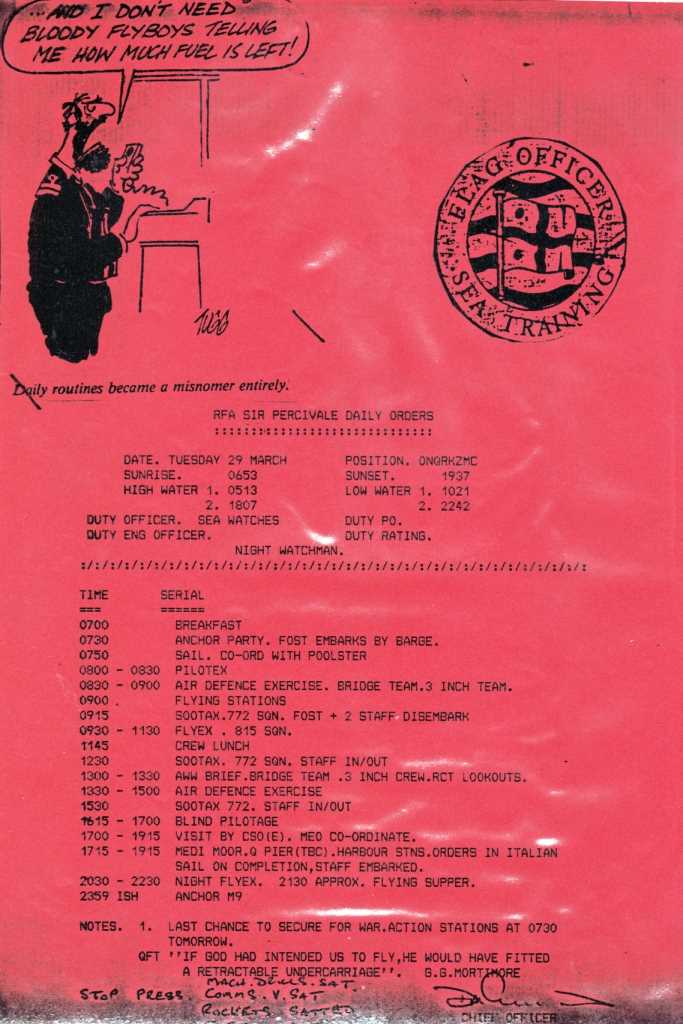 ...AND I DON'T NEED
BLOODY FLYBOYS TELLING
ME HOW MUCH FUEL IS LEFT!
FLAG OFFICER
SEA TRAINING
TUGG
Daily routines became a misnomer entirely.
RFA SIR PERCIVALE DAILY ORDERS
::::::::::::::::::::::::::::::
DATE. TUESDAY 29 MARCH POSITION. ONQRKZMC
SUNRISE. 0653 SUNSET. 1937
HIGH WATER 1. 0513 LOW WATER 1. 1021
2. 1807 2. 2242
DUTY OFFICER. SEA WATCHES DUTY PO.
DUTY ENG OFFICER. DUTY RATING.
NIGHT WATCHMAN.
:/:/:/:/:/:/:/:/:/:/:/:/:/:/:/:/:/:/:/:/:/:/:/:/:/:/:/:/:/:/:/:/:/:
TIME SERIAL
=== ======
0700 BREAKFAST
0730 ANCHOR PARTY. FOST EMBARKS BY BARGE.
0750 SAIL. CO-ORD WITH POOLSTER
0800 - 0830 PILOTEX
0830 - 0900 AIR DEFENCE EXERCISE. BRIDGE TEAM.3 INCH TEAM.
0900 . FLYING STATIONS
0915 SOOTAX.772 SQN. FOST + 2 STAFF DISEMBARK
0930 - 1130 FLYEX . 815 SQN.
1145 CREW LUNCH
1230 SOOTAX. 772 SQN. STAFF IN/OUT
1300 - 1330 AWW BRIEF.BRIDGE TEAM .3 INCH CREW.RCT LOOKOUTS.
1330 - 1500 AIR DEFENCE EXERCISE
1530 SOOTAX 772. STAFF IN/OUT
1615 - 1700 BLIND PILOTAGE
1700 - 1915 VISIT BY CSO(E). MEO CO-ORDINATE.
1715 - 1915 MEDI MOOR.Q PIER(TBC).HARBOUR STNS.ORDERS IN ITALIAN
SAIL ON COMPLETION,STAFF EMBARKED.
2030 - 2230 NIGHT FLYEX. 2130 APPROX. FLYING SUPPER.
2359 ISH ANCHOR M9
NOTES. 1. LAST CHANCE TO SECURE FOR WAR.ACTION STATIONS AT 0730
TOMORROW.
QFT ''IF GOD HAD INTENDED US TO FLY,HE WOULD HAVE FITTED
A RETRACTABLE UNDERCARRIAGE''. G.G.MORTIMORE
MACH. DRILLS. SAT
STOP PRESS. COMMS. V. SAT
ROCKETS SATTED
CHIEF OFFICER